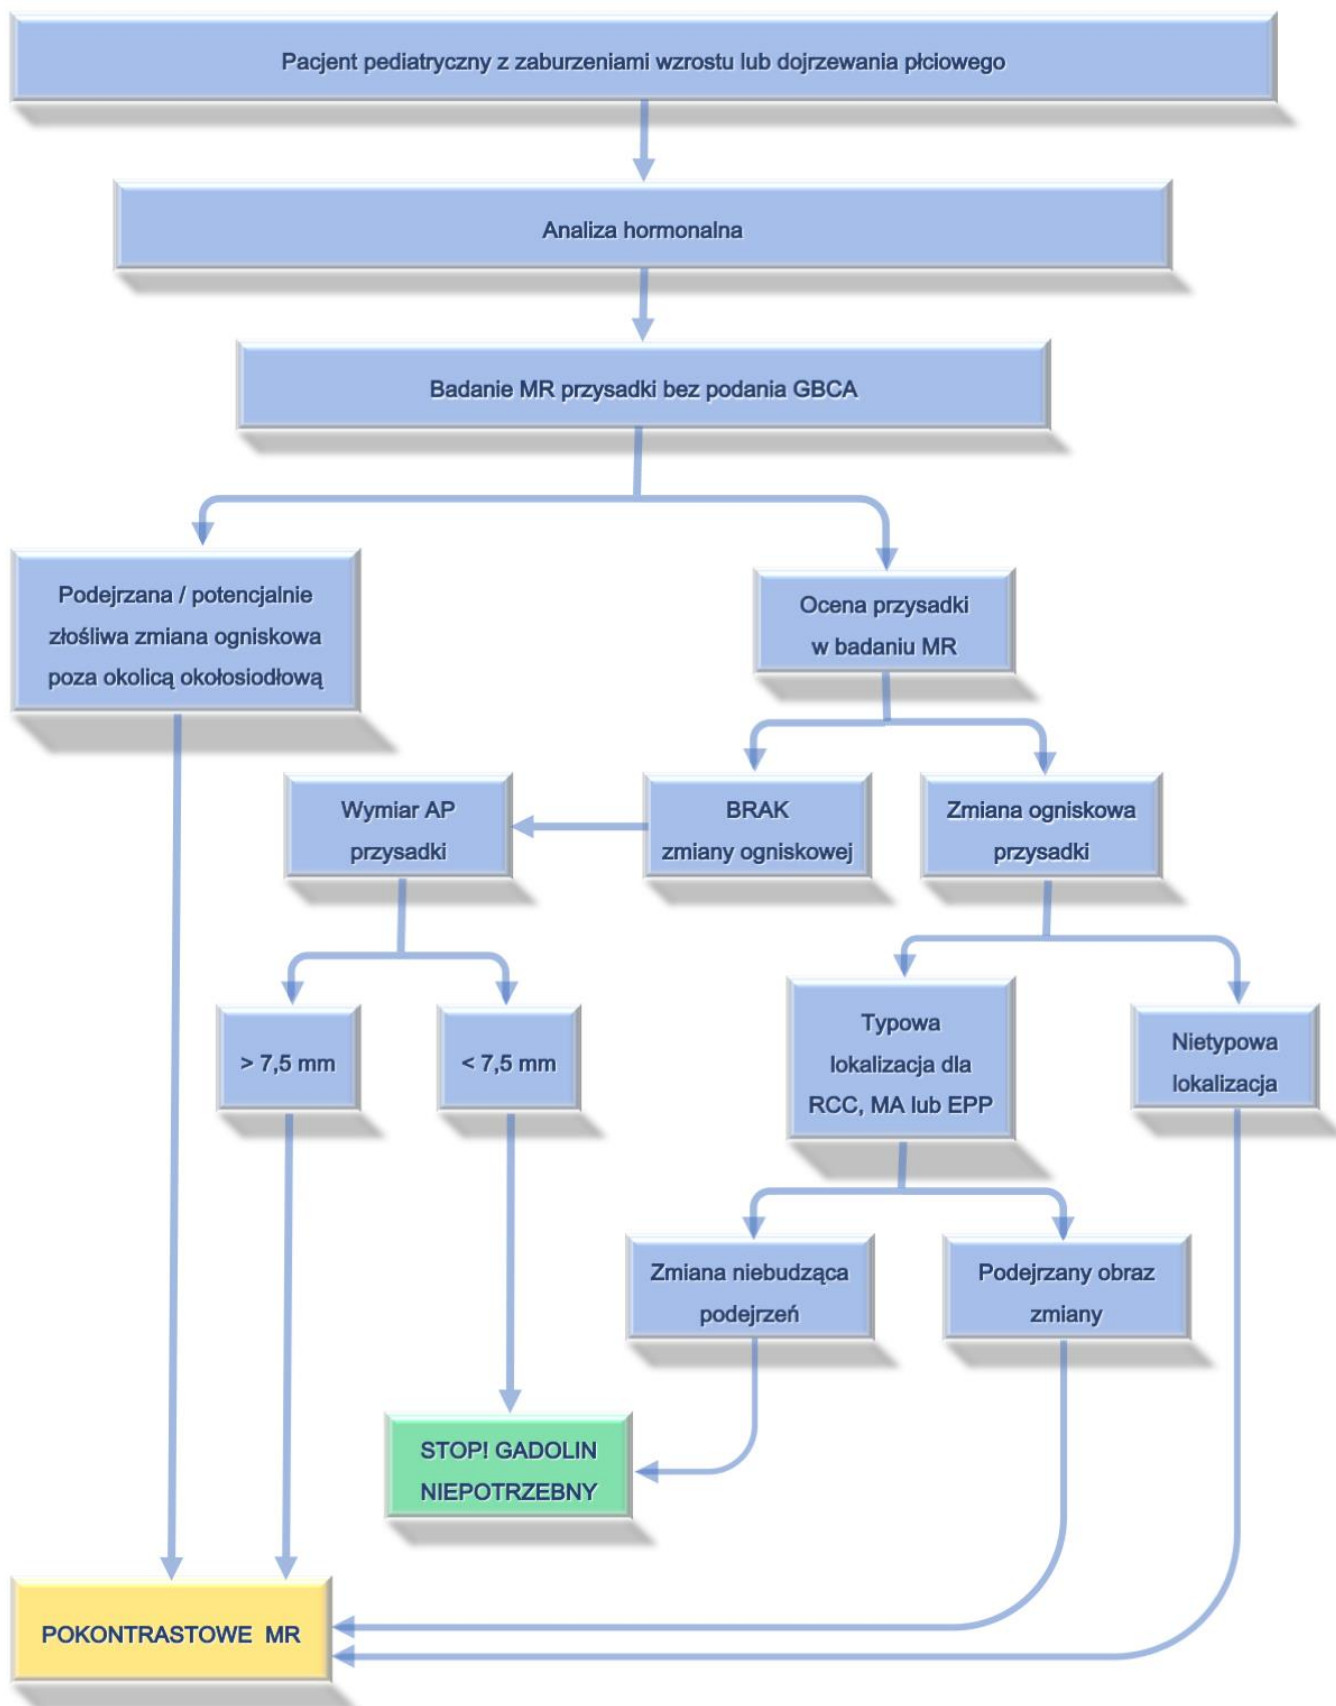 Pacjent pediatryczny z zaburzeniami wzrostu lub dojrzewania płciowego
Analiza hormonalna
Badanie MR przysadki bez podania GBCA
Podejrzana / potencjalnie
złośliwa zmiana ogniskowa
poza okolicą okołosiodłową
Ocena przysadki
w badaniu MR
Wymiar AP
przysadki
BRAK
zmiany ogniskowej
Zmiana ogniskowa
przysadki
> 7,5 mm
< 7,5 mm
Typowa
lokalizacja dla
RCC, MA lub EPP
Nietypowa
lokalizacja
Zmiana niebudząca
podejrzeń
Podejrzany obraz
zmiany
STOP! GADOLIN
NIEPOTRZEBNY
POKONTRASTOWE MR